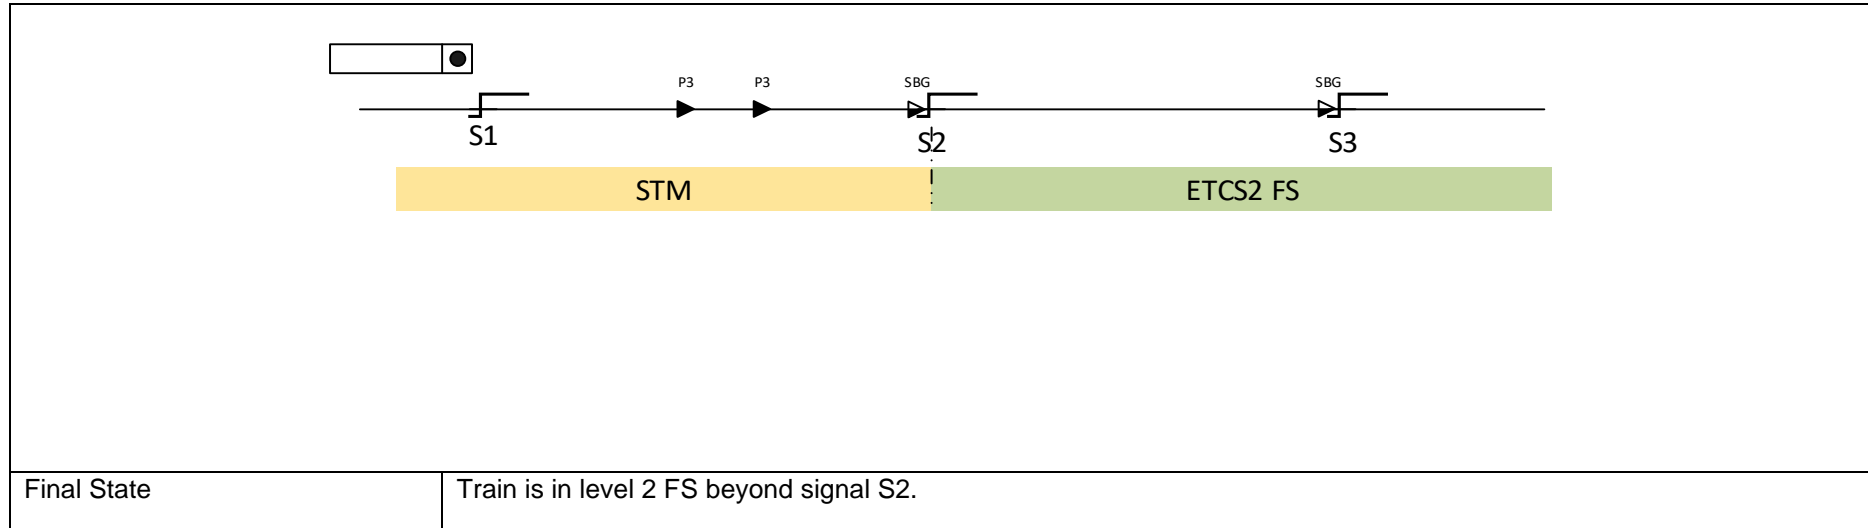 P3 P3 SBG SBG
S1 S2 S3
STM ETCS2 FS
Final State Train is in level 2 FS beyond signal S2.